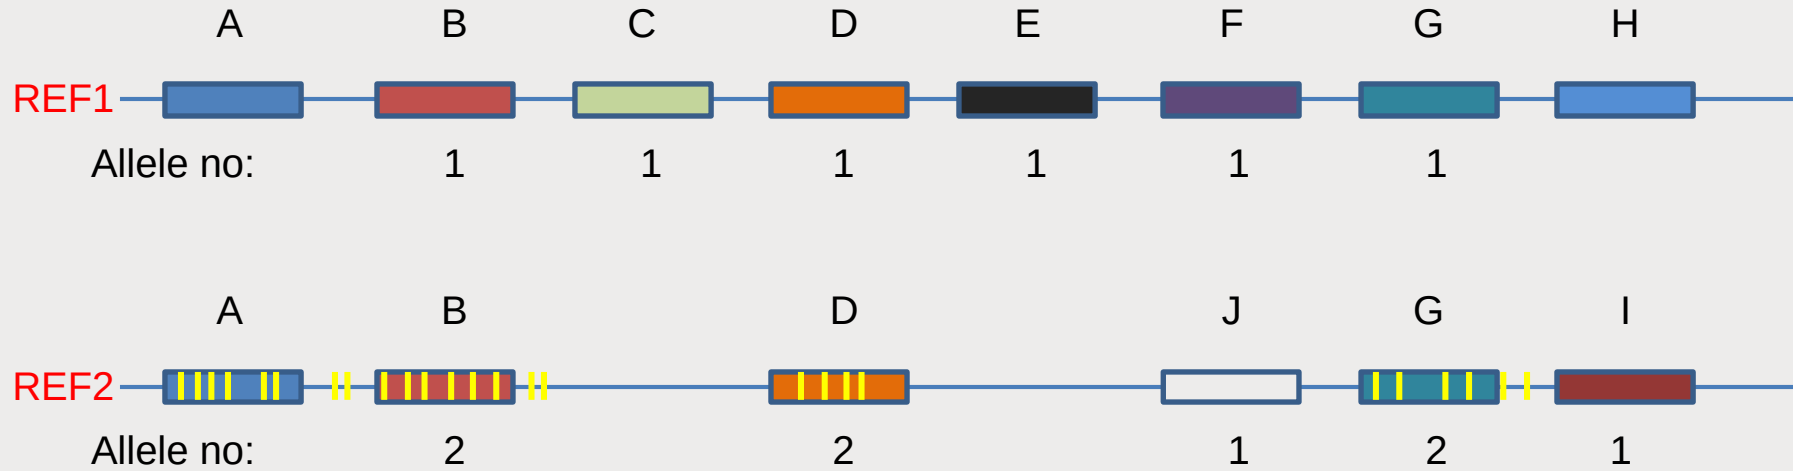 A B C D E F G H
REF1
Allele no: 1 1 1 1 1 1
A B D J G I
REF2
Allele no: 2 2 1 2 1